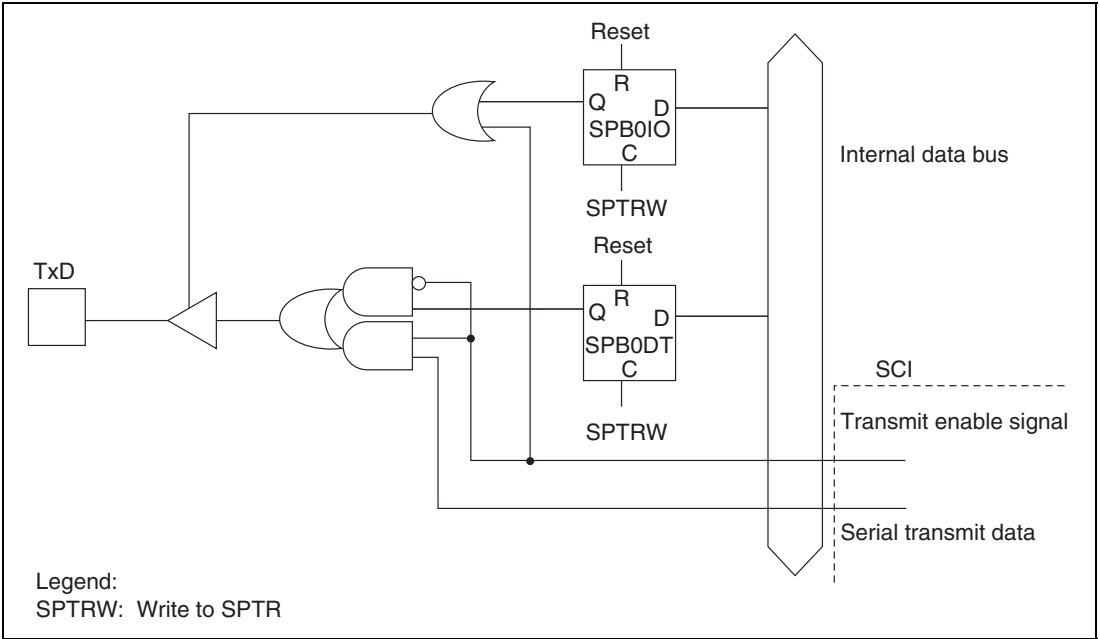 Reset
R
Q
D
SPB0IO
C
SPTRW
Internal data bus
Reset
R
Q
D
SPB0DT
C
SPTRW
TxD
SCI
Transmit enable signal
Serial transmit data
Legend:
SPTRW: Write to SPTR